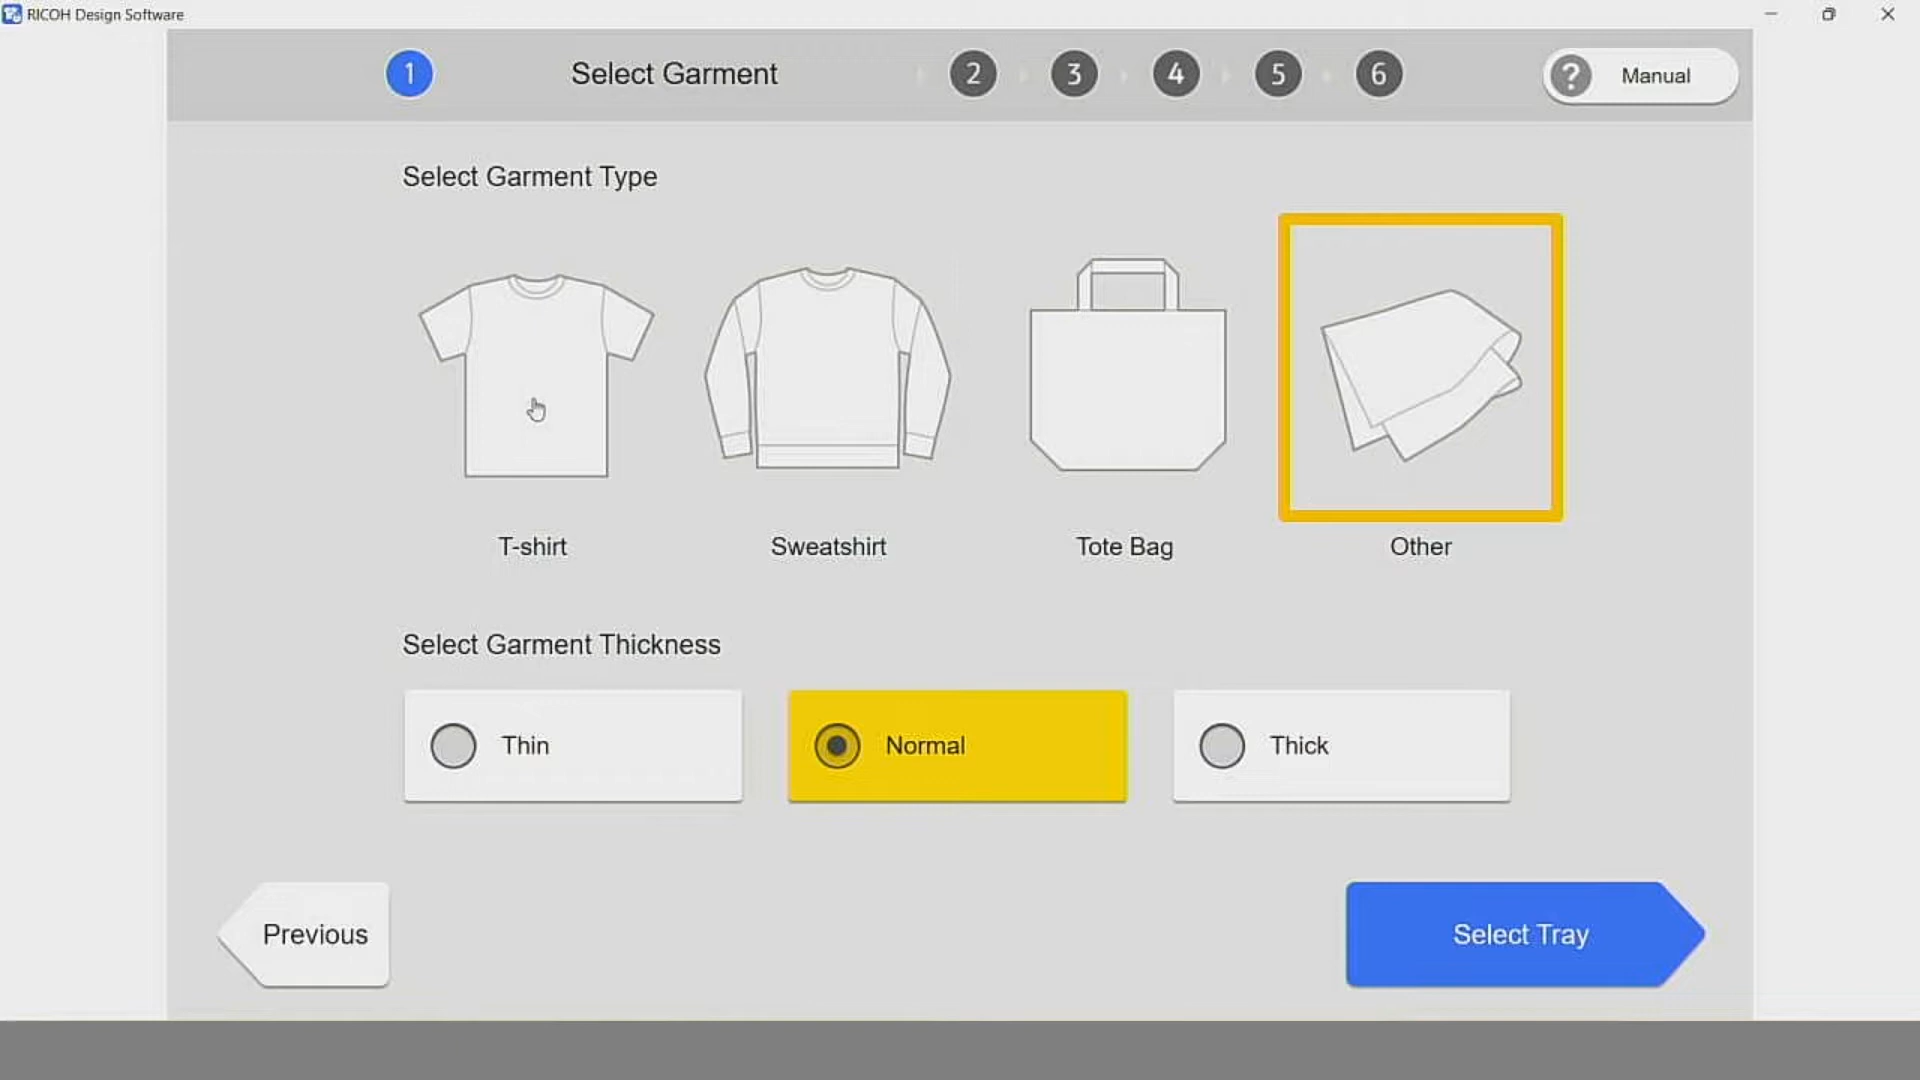 RICOH Design Software
1 Select Garment 2 3 4 5 6 ? Manual
Select Garment Type
T-shirt Sweatshirt Tote Bag Other
Select Garment Thickness
Thin Normal Thick
Previous Select Tray